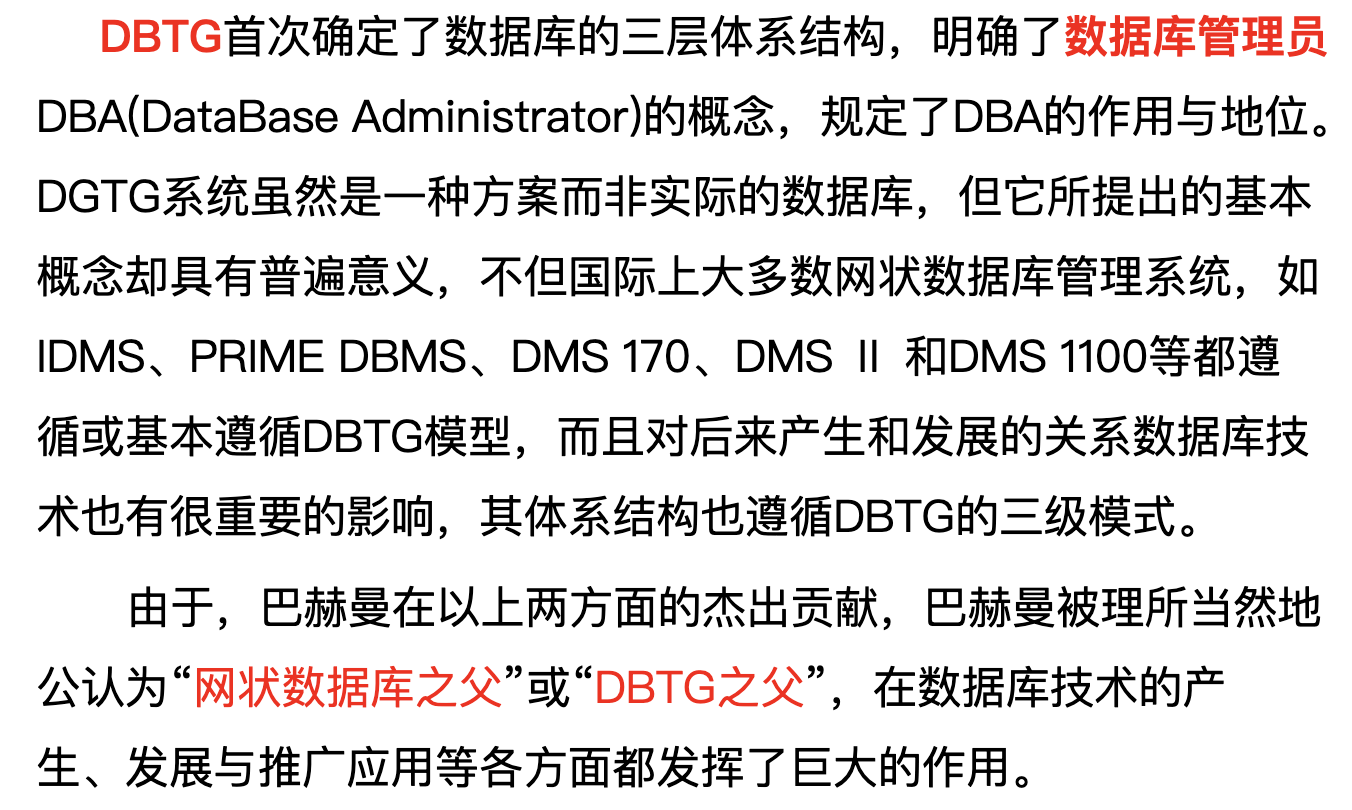 DBTG首次确定了数据库的三层体系结构，明确了数据库管理员
DBA(DataBase Administrator)的概念，规定了DBA的作用与地位。
DGTG系统虽然是一种方案而非实际的数据库，但它所提出的基本
概念却具有普遍意义，不但国际上大多数网状数据库管理系统，如
IDMS、PRIME DBMS、DMS 170、DMS Ⅱ 和DMS 1100等都遵
循或基本遵循DBTG模型，而且对后来产生和发展的关系数据库技
术也有很重要的影响，其体系结构也遵循DBTG的三级模式。
由于，巴赫曼在以上两方面的杰出贡献，巴赫曼被理所当然地
公认为“网状数据库之父”或“DBTG之父”，在数据库技术的产
生、发展与推广应用等各方面都发挥了巨大的作用。